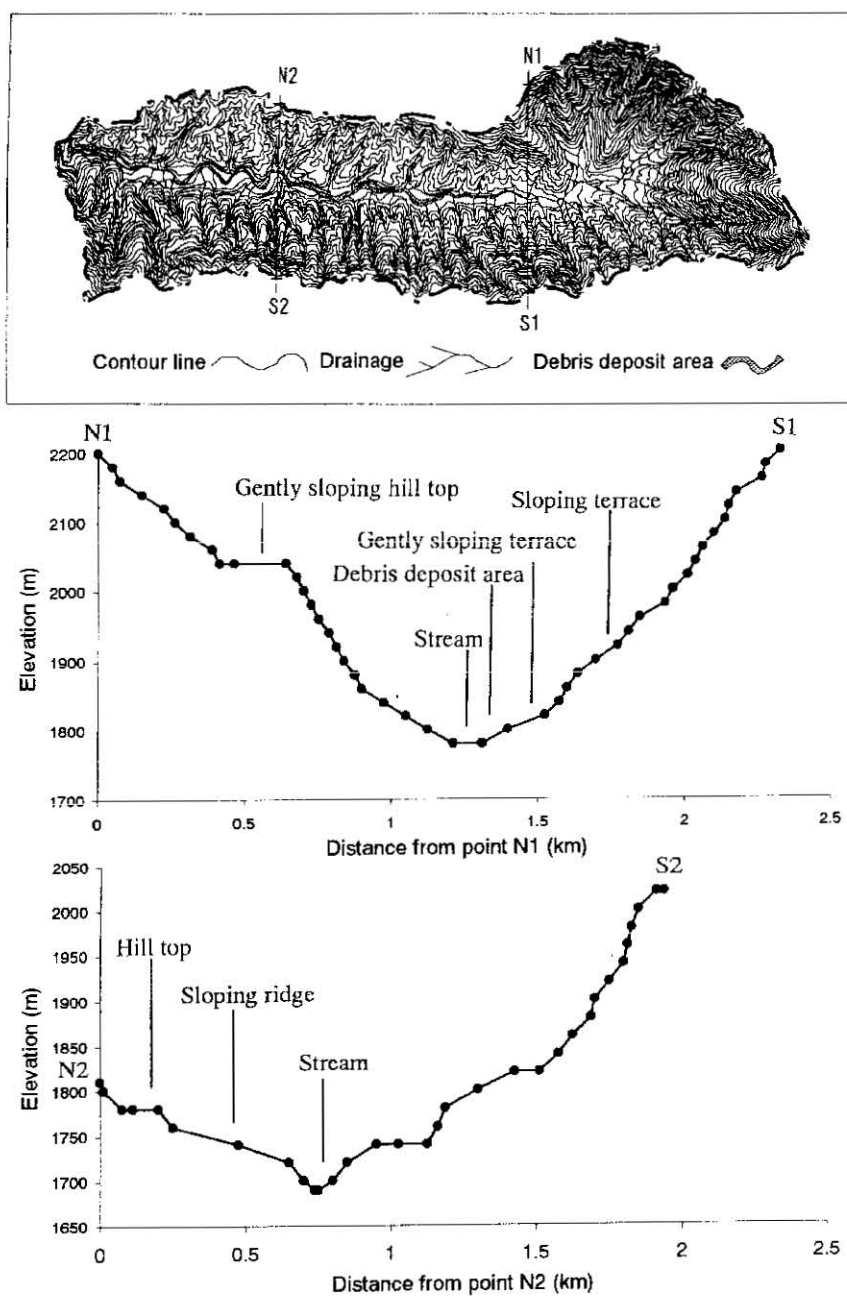 N2
N1
S2
S1
Contour line
Drainage
Debris deposit area
N1
S1
2200
2100
2000
1900
1800
1700
Elevation (m)
Gently sloping hill top
Sloping terrace
Gently sloping terrace
Debris deposit area
Stream
0
0.5
1
1.5
2
2.5
Distance from point N1 (km)
2050
2000
1950
1900
1850
1800
1750
1700
1650
Elevation (m)
S2
Hill top
Sloping ridge
Stream
N2
0
0.5
1
1.5
2
2.5
Distance from point N2 (km)